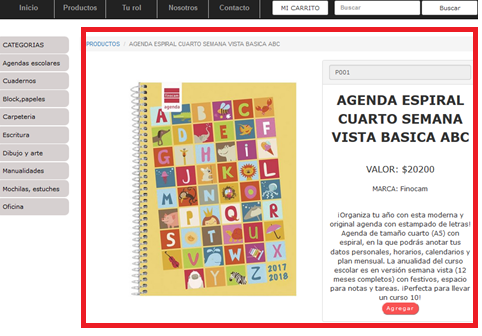 Inicio Productos Tu rol Nosotros Contacto MI CARRITO Buscar Buscar
PRODUCTOS / AGENDA ESPIRAL CUARTO SEMANA VISTA BASICA ABC
CATEGORIAS
Agendas escolares
Cuadernos
Block,papeles
Carpeteria
Escritura
Dibujo y arte
Manualidades
Mochilas, estuches
Oficina
Finocam
agenda
A B C
D E F
G H I L
J K L
M N O
P Q R
S T U
V W X
Y Z 2017
2018
P001
AGENDA ESPIRAL
CUARTO SEMANA
VISTA BASICA ABC
VALOR: $20200
MARCA: Finocam
¡Organiza tu año con esta moderna y
original agenda con estampado de letras!
Agenda de tamaño cuarto (A5) con
espiral, en la que podrás anotar tus
datos personales, horarios, calendarios y
plan mensual. La anualidad del curso
escolar es en versión semana vista (12
meses completos) con festivos, espacio
para notas y tareas. ¡Perfecta para llevar
un curso 10!
Agregar